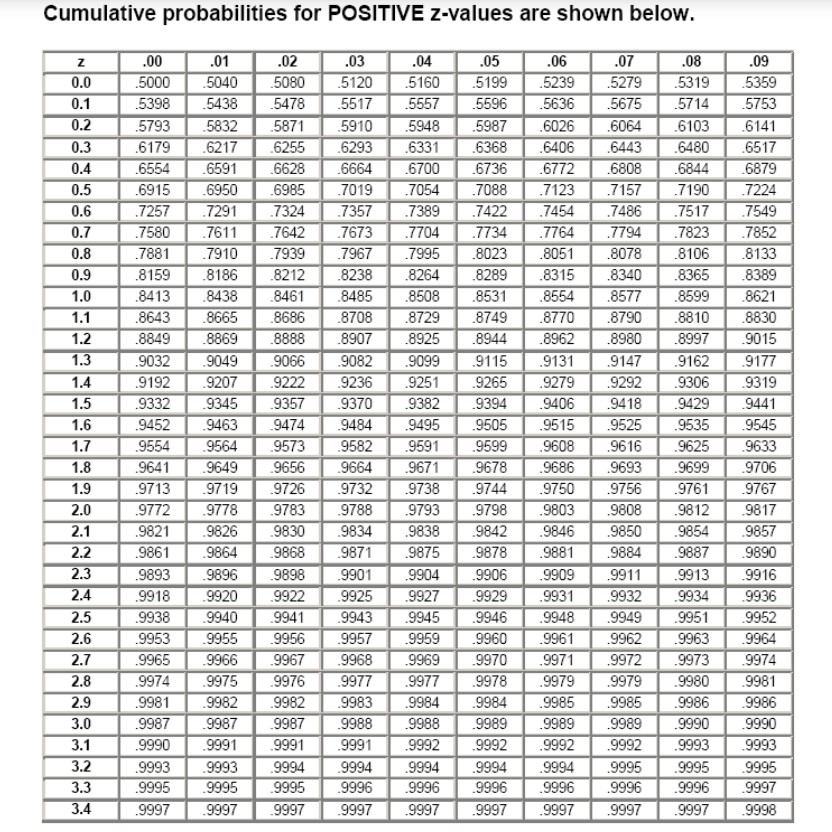 Cumulative probabilities for POSITIVE z-values are shown below.
z .00 .01 .02 .03 .04 .05 .06 .07 .08 .09
0.0 .5000 .5040 .5080 .5120 .5160 .5199 .5239 .5279 .5319 .5359
0.1 .5398 .5438 .5478 .5517 .5557 .5596 .5636 .5675 .5714 .5753
0.2 .5793 .5832 .5871 .5910 .5948 .5987 .6026 .6064 .6103 .6141
0.3 .6179 .6217 .6255 .6293 .6331 .6368 .6406 .6443 .6480 .6517
0.4 .6554 .6591 .6628 .6664 .6700 .6736 .6772 .6808 .6844 .6879
0.5 .6915 .6950 .6985 .7019 .7054 .7088 .7123 .7157 .7190 .7224
0.6 .7257 .7291 .7324 .7357 .7389 .7422 .7454 .7486 .7517 .7549
0.7 .7580 .7611 .7642 .7673 .7704 .7734 .7764 .7794 .7823 .7852
0.8 .7881 .7910 .7939 .7967 .7995 .8023 .8051 .8078 .8106 .8133
0.9 .8159 .8186 .8212 .8238 .8264 .8289 .8315 .8340 .8365 .8389
1.0 .8413 .8438 .8461 .8485 .8508 .8531 .8554 .8577 .8599 .8621
1.1 .8643 .8665 .8686 .8708 .8729 .8749 .8770 .8790 .8810 .8830
1.2 .8849 .8869 .8888 .8907 .8925 .8944 .8962 .8980 .8997 .9015
1.3 .9032 .9049 .9066 .9082 .9099 .9115 .9131 .9147 .9162 .9177
1.4 .9192 .9207 .9222 .9236 .9251 .9265 .9279 .9292 .9306 .9319
1.5 .9332 .9345 .9357 .9370 .9382 .9394 .9406 .9418 .9429 .9441
1.6 .9452 .9463 .9474 .9484 .9495 .9505 .9515 .9525 .9535 .9545
1.7 .9554 .9564 .9573 .9582 .9591 .9599 .9608 .9616 .9625 .9633
1.8 .9641 .9649 .9656 .9664 .9671 .9678 .9686 .9693 .9699 .9706
1.9 .9713 .9719 .9726 .9732 .9738 .9744 .9750 .9756 .9761 .9767
2.0 .9772 .9778 .9783 .9788 .9793 .9798 .9803 .9808 .9812 .9817
2.1 .9821 .9826 .9830 .9834 .9838 .9842 .9846 .9850 .9854 .9857
2.2 .9861 .9864 .9868 .9871 .9875 .9878 .9881 .9884 .9887 .9890
2.3 .9893 .9896 .9898 .9901 .9904 .9906 .9909 .9911 .9913 .9916
2.4 .9918 .9920 .9922 .9925 .9927 .9929 .9931 .9932 .9934 .9936
2.5 .9938 .9940 .9941 .9943 .9945 .9946 .9948 .9949 .9951 .9952
2.6 .9953 .9955 .9956 .9957 .9959 .9960 .9961 .9962 .9963 .9964
2.7 .9965 .9966 .9967 .9968 .9969 .9970 .9971 .9972 .9973 .9974
2.8 .9974 .9975 .9976 .9977 .9977 .9978 .9979 .9979 .9980 .9981
2.9 .9981 .9982 .9982 .9983 .9984 .9984 .9985 .9985 .9986 .9986
3.0 .9987 .9987 .9987 .9988 .9988 .9989 .9989 .9989 .9990 .9990
3.1 .9990 .9991 .9991 .9991 .9992 .9992 .9992 .9992 .9993 .9993
3.2 .9993 .9993 .9994 .9994 .9994 .9994 .9994 .9995 .9995 .9995
3.3 .9995 .9995 .9995 .9996 .9996 .9996 .9996 .9996 .9996 .9997
3.4 .9997 .9997 .9997 .9997 .9997 .9997 .9997 .9997 .9997 .9998